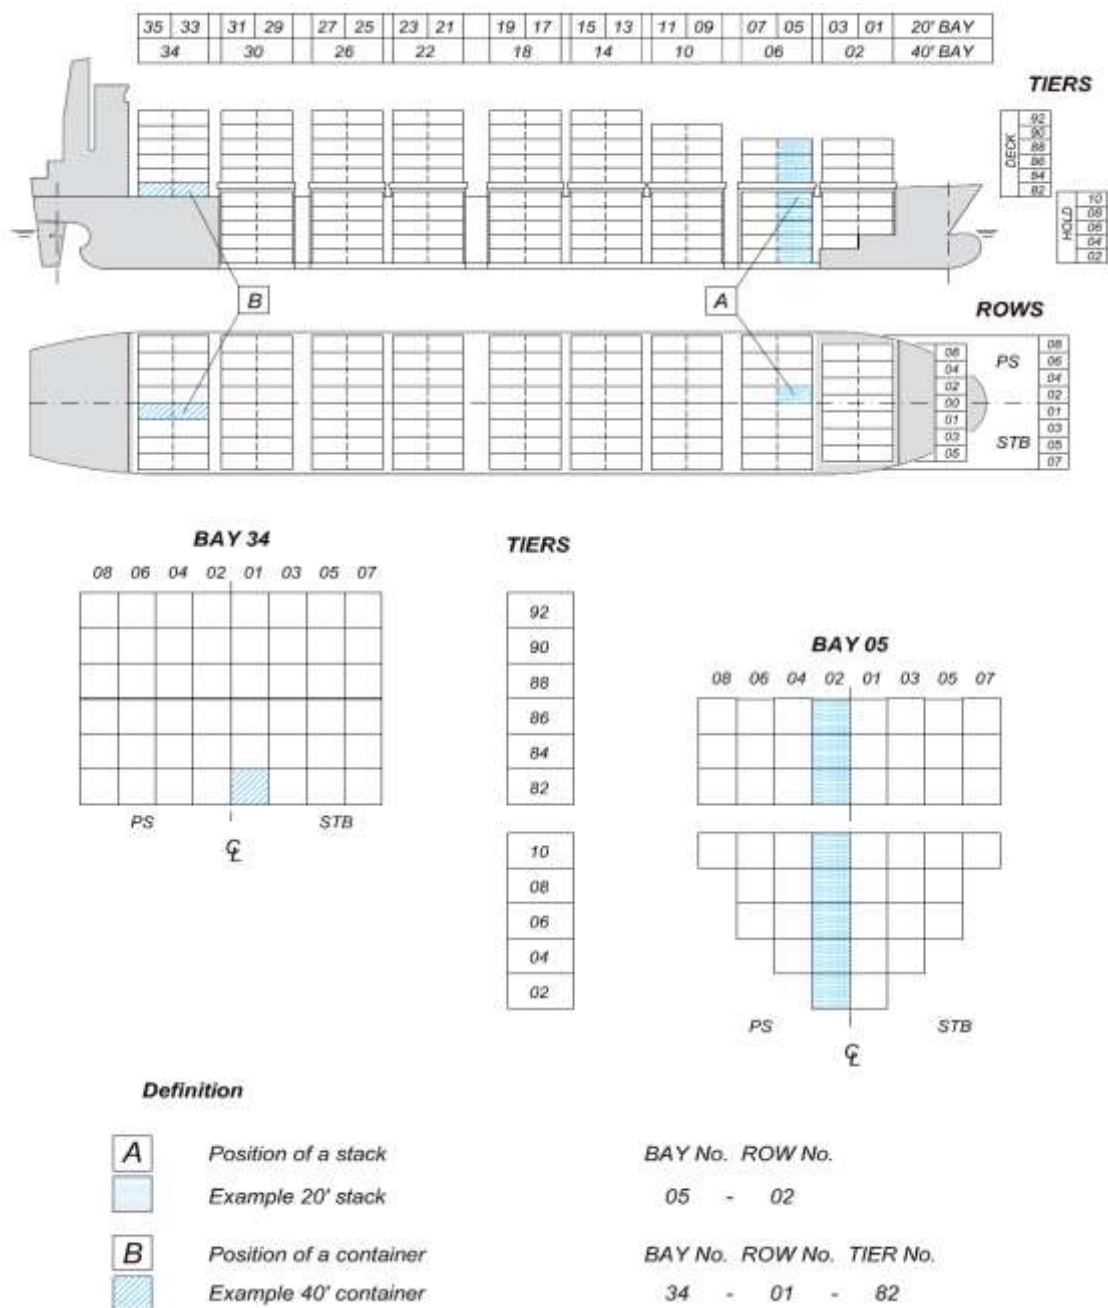 35 33 31 29 27 25 23 21 19 17 15 13 11 09 07 05 03 01 20' BAY
34 30 26 22 18 14 10 06 02 40' BAY
TIERS
DECK
92
90
88
86
84
82
HOLD
10
08
06
04
02
B
A
ROWS
PS
STB
08
04
02
00
01
03
05
08
06
04
02
01
03
05
07
BAY 34
08 06 04 02 01 03 05 07
PS STB
CL
TIERS
92
90
88
86
84
82
10
08
06
04
02
BAY 05
08 06 04 02 01 03 05 07
PS STB
CL
Definition
A Position of a stack BAY No. ROW No.
Example 20' stack 05 - 02
B Position of a container BAY No. ROW No. TIER No.
Example 40' container 34 - 01 - 82